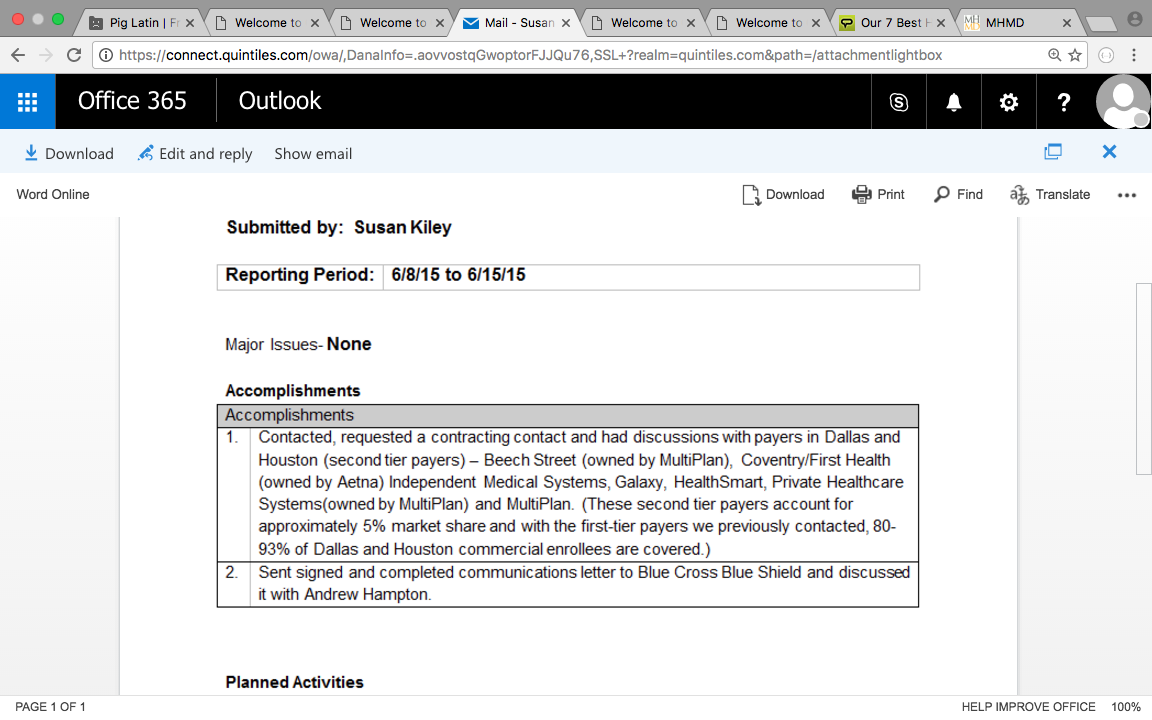 Pig Latin | Fr
Welcome to
Welcome to
Mail - Susan
Welcome to
Welcome to
Our 7 Best H
MHMD
https://connect.quintiles.com/owa/,DanaInfo=.aovvostqGwoptorFJJQu76,SSL+?realm=quintiles.com&path=/attachmentlightbox
Office 365 Outlook
Download Edit and reply Show email
Word Online Download Print Find Translate
Submitted by: Susan Kiley
Reporting Period: 6/8/15 to 6/15/15
Major Issues- None
Accomplishments
Accomplishments
1. Contacted, requested a contracting contact and had discussions with payers in Dallas and
Houston (second tier payers) – Beech Street (owned by MultiPlan), Coventry/First Health
(owned by Aetna) Independent Medical Systems, Galaxy, HealthSmart, Private Healthcare
Systems(owned by MultiPlan) and MultiPlan. (These second tier payers account for
approximately 5% market share and with the first-tier payers we previously contacted, 80-
93% of Dallas and Houston commercial enrollees are covered.)
2. Sent signed and completed communications letter to Blue Cross Blue Shield and discussed
it with Andrew Hampton.
Planned Activities
PAGE 1 OF 1 HELP IMPROVE OFFICE 100%